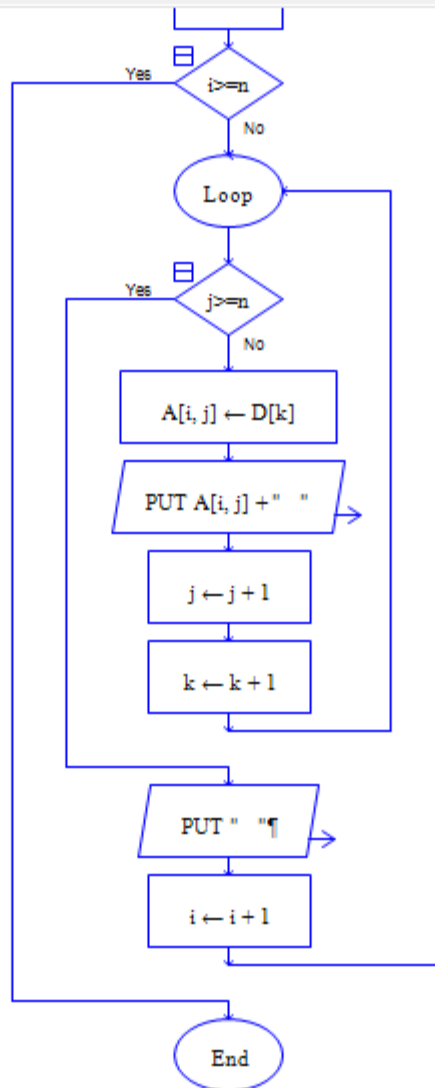 Yes
i>=n
No
Loop
Yes
j>=n
No
A[i, j] ← D[k]
PUT A[i, j] + "   "
j ← j + 1
k ← k + 1
PUT "   "¶
i ← i + 1
End